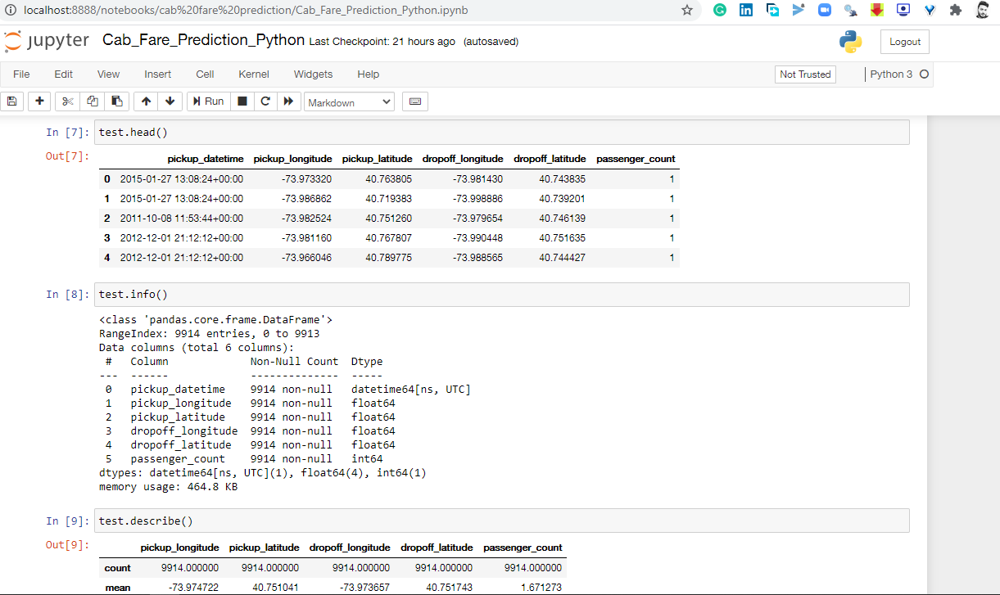 localhost:8888/notebooks/cab%20fare%20prediction/Cab_Fare_Prediction_Python.ipynb
jupyter Cab_Fare_Prediction_Python Last Checkpoint: 21 hours ago (autosaved)
Logout
File Edit View Insert Cell Kernel Widgets Help Not Trusted Python 3
Run Markdown
In [7]: test.head()
Out[7]:
pickup_datetime pickup_longitude pickup_latitude dropoff_longitude dropoff_latitude passenger_count
0 2015-01-27 13:08:24+00:00 -73.973320 40.763805 -73.981430 40.743835 1
1 2015-01-27 13:08:24+00:00 -73.986862 40.719383 -73.998886 40.739201 1
2 2011-10-08 11:53:44+00:00 -73.982524 40.751260 -73.979654 40.746139 1
3 2012-12-01 21:12:12+00:00 -73.981160 40.767807 -73.990448 40.751635 1
4 2012-12-01 21:12:12+00:00 -73.966046 40.789775 -73.988565 40.744427 1
In [8]: test.info()
<class 'pandas.core.frame.DataFrame'>
RangeIndex: 9914 entries, 0 to 9913
Data columns (total 6 columns):
# Column Non-Null Count Dtype
--- ------ -------------- -----
0 pickup_datetime 9914 non-null datetime64[ns, UTC]
1 pickup_longitude 9914 non-null float64
2 pickup_latitude 9914 non-null float64
3 dropoff_longitude 9914 non-null float64
4 dropoff_latitude 9914 non-null float64
5 passenger_count 9914 non-null int64
dtypes: datetime64[ns, UTC](1), float64(4), int64(1)
memory usage: 464.8 KB
In [9]: test.describe()
Out[9]:
pickup_longitude pickup_latitude dropoff_longitude dropoff_latitude passenger_count
count 9914.000000 9914.000000 9914.000000 9914.000000 9914.000000
mean -73.974722 40.751041 -73.973657 40.751743 1.671273